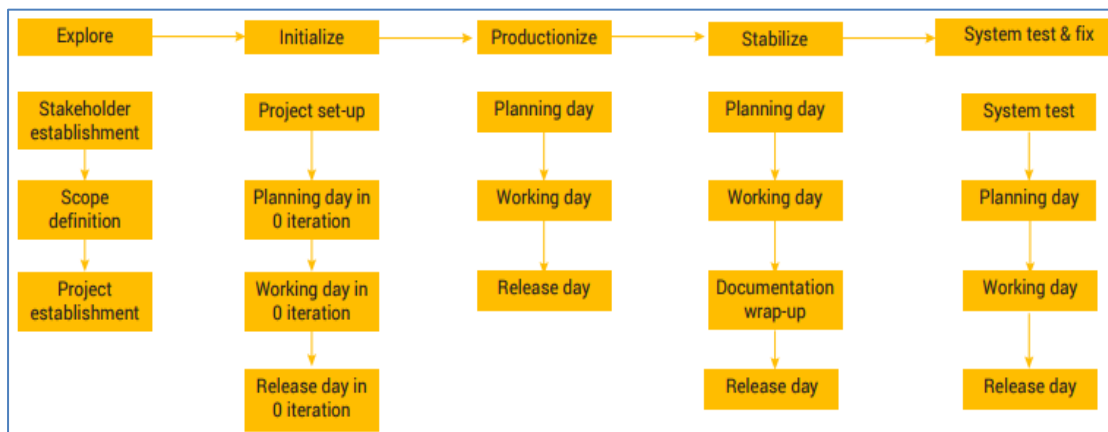 Explore
Initialize
Productionize
Stabilize
System test & fix
Stakeholder
establishment
Scope
definition
Project
establishment
Project set-up
Planning day in
0 iteration
Working day in
0 iteration
Release day in
0 iteration
Planning day
Working day
Release day
Planning day
Working day
Documentation
wrap-up
Release day
System test
Planning day
Working day
Release day